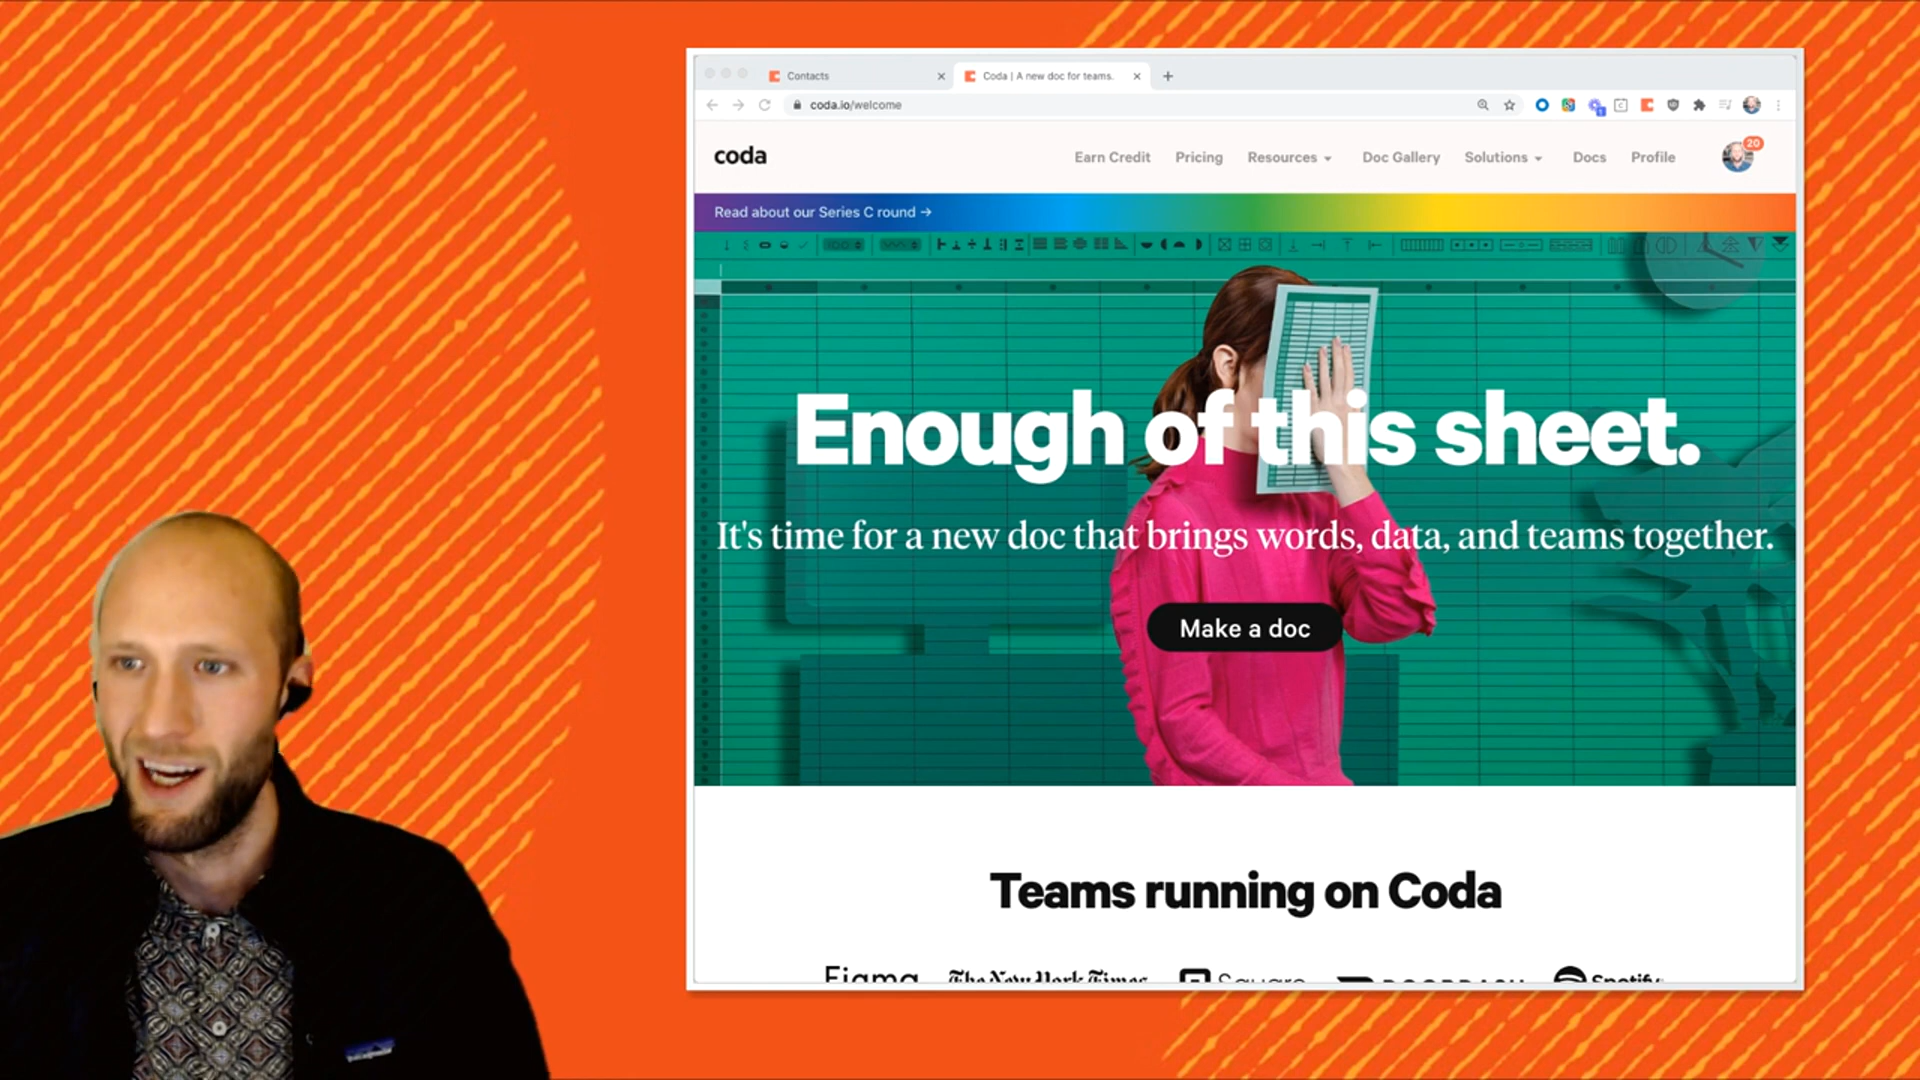 Contacts
Coda | A new doc for teams.
coda.io/welcome
coda
Earn Credit
Pricing
Resources
Doc Gallery
Solutions
Docs
Profile
20
Read about our Series C round →
Enough of this sheet.
It's time for a new doc that brings words, data, and teams together.
Make a doc
Teams running on Coda
Figma
The New York Times
Square
DOORDASH
Spotify